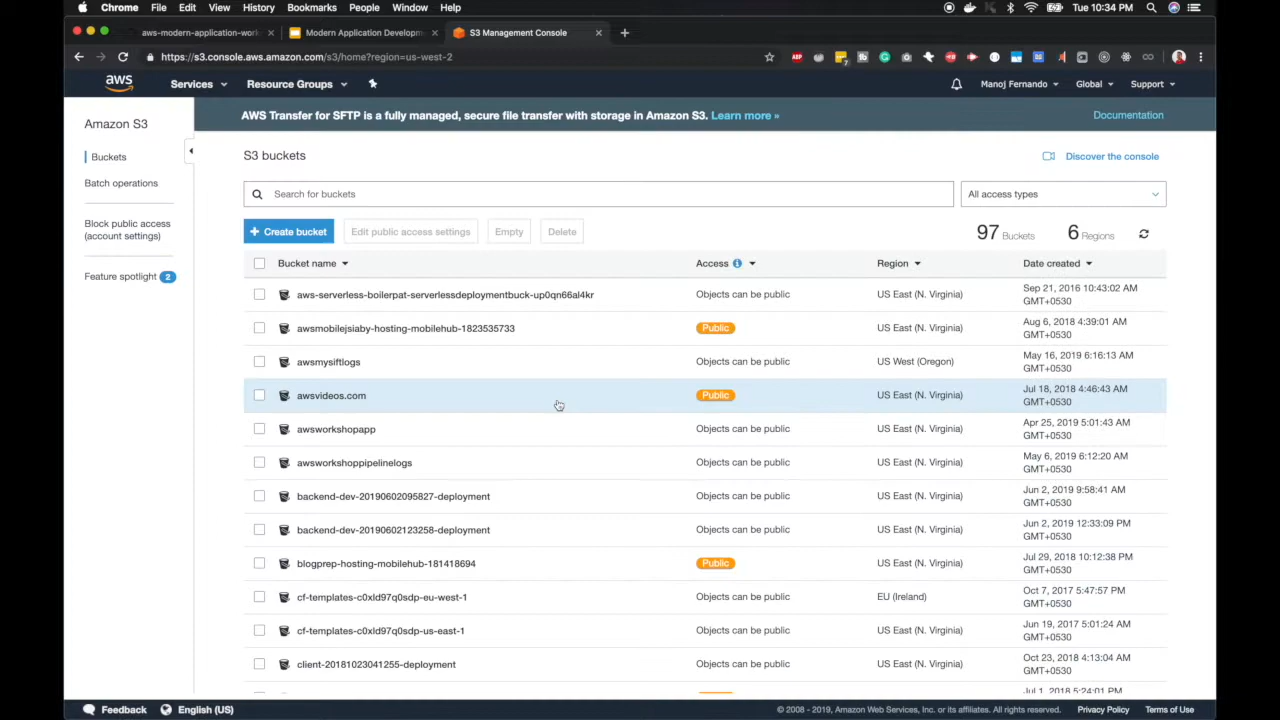 Chrome File Edit View History Bookmarks People Window Help Tue 10:34 PM
aws-modern-application-wor Modern Application Developm S3 Management Console
https://s3.console.aws.amazon.com/s3/home?region=us-west-2
aws Services Resource Groups Manoj Fernando Global Support
Amazon S3
Buckets
Batch operations
Block public access
(account settings)
Feature spotlight 2
AWS Transfer for SFTP is a fully managed, secure file transfer with storage in Amazon S3. Learn more » Documentation
S3 buckets Discover the console
Search for buckets All access types
+ Create bucket Edit public access settings Empty Delete 97 Buckets 6 Regions
Bucket name Access Region Date created
aws-serverless-boilerpat-serverlessdeploymentbuck-up0qn66al4kr Objects can be public US East (N. Virginia) Sep 21, 2016 10:43:02 AM
GMT+0530
awsmobilejsiaby-hosting-mobilehub-1823535733 Public US East (N. Virginia) Aug 6, 2018 4:39:01 AM
GMT+0530
awsmysiftlogs Objects can be public US West (Oregon) May 16, 2019 6:16:13 AM
GMT+0530
awsvideos.com Public US East (N. Virginia) Jul 18, 2018 4:46:43 AM
GMT+0530
awsworkshopapp Objects can be public US East (N. Virginia) Apr 25, 2019 5:01:43 AM
GMT+0530
awsworkshoppipelinelogs Objects can be public US East (N. Virginia) May 6, 2019 6:12:20 AM
GMT+0530
backend-dev-20190602095827-deployment Objects can be public US East (N. Virginia) Jun 2, 2019 9:58:41 AM
GMT+0530
backend-dev-20190602123258-deployment Objects can be public US East (N. Virginia) Jun 2, 2019 12:33:09 PM
GMT+0530
blogprep-hosting-mobilehub-181418694 Public US East (N. Virginia) Jul 29, 2018 10:12:38 PM
GMT+0530
cf-templates-c0xld97q0sdp-eu-west-1 Objects can be public EU (Ireland) Oct 7, 2017 5:47:57 PM
GMT+0530
cf-templates-c0xld97q0sdp-us-east-1 Objects can be public US East (N. Virginia) Jun 19, 2017 5:01:24 AM
GMT+0530
client-20181023041255-deployment Objects can be public US East (N. Virginia) Oct 23, 2018 4:13:04 AM
GMT+0530
Jul 1, 2018 5:24:01 PM
Feedback English (US) © 2008 - 2019, Amazon Web Services, Inc. or its affiliates. All rights reserved. Privacy Policy Terms of Use